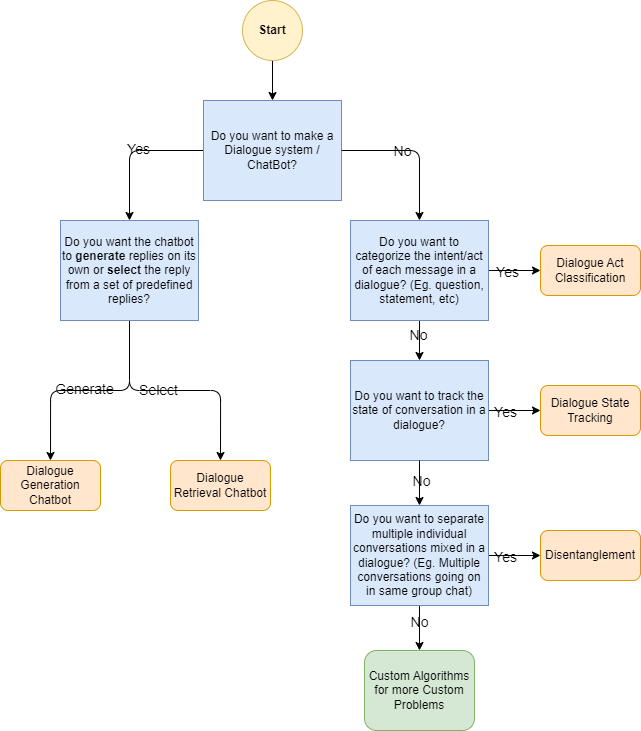 Start
Do you want to make a
Dialogue system /
ChatBot?
Yes
No
Do you want the chatbot
to generate replies on its
own or select the reply
from a set of predefined
replies?
Do you want to
categorize the intent/act
of each message in a
dialogue? (Eg. question,
statement, etc)
Yes
Dialogue Act
Classification
No
Generate
Select
Do you want to track the
state of conversation in a
dialogue?
Yes
Dialogue State
Tracking
Dialogue
Generation
Chatbot
Dialogue
Retrieval Chatbot
No
Do you want to separate
multiple individual
conversations mixed in a
dialogue? (Eg. Multiple
conversations going on
in same group chat)
Yes
Disentanglement
No
Custom Algorithms
for more Custom
Problems